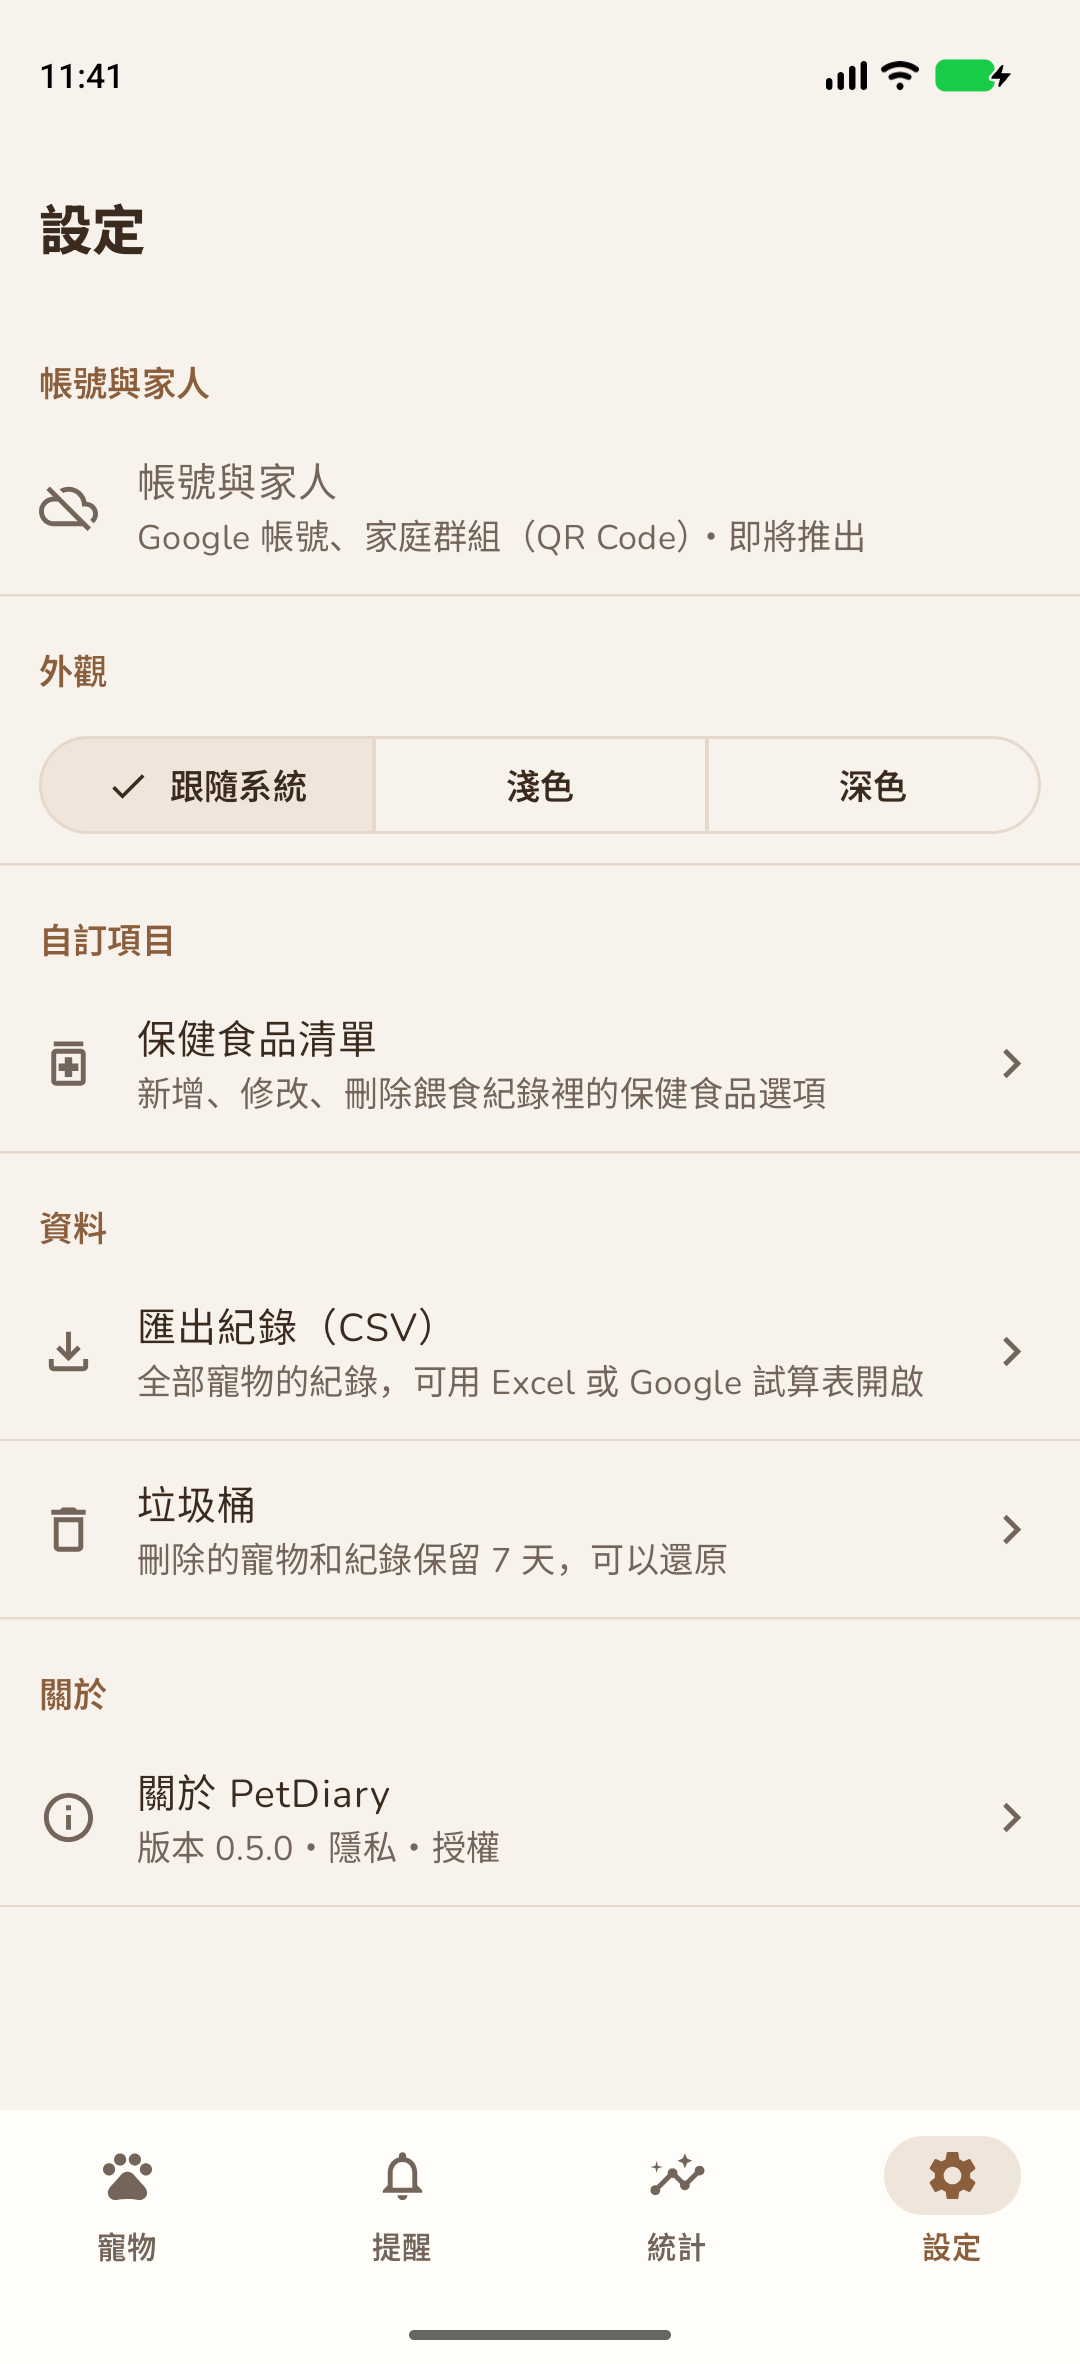 11:41
設定
帳號與家人
帳號與家人
Google 帳號、家庭群組（QR Code）・即將推出
外觀
跟隨系統
淺色
深色
自訂項目
保健食品清單
新增、修改、刪除餵食紀錄裡的保健食品選項
資料
匯出紀錄（CSV）
全部寵物的紀錄，可用 Excel 或 Google 試算表開啟
垃圾桶
刪除的寵物和紀錄保留 7 天，可以還原
關於
關於 PetDiary
版本 0.5.0・隱私・授權
寵物
提醒
統計
設定